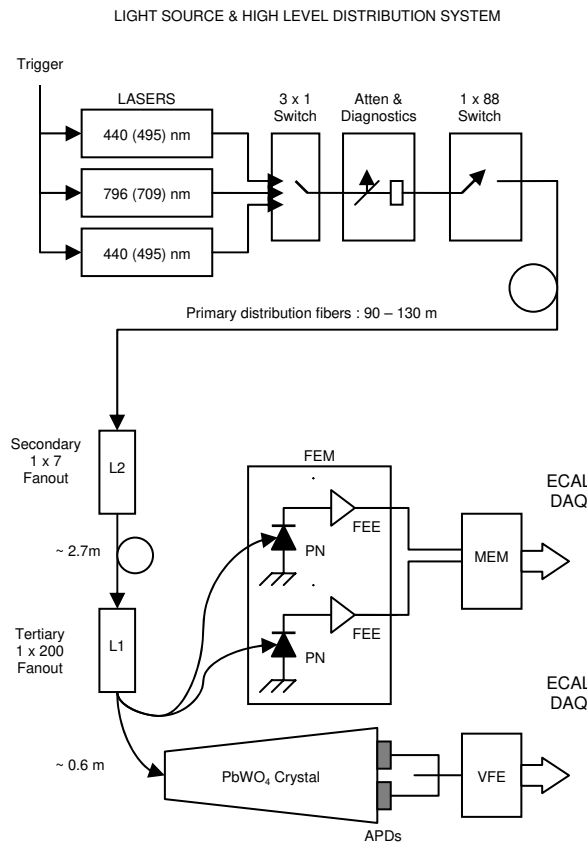 LIGHT SOURCE & HIGH LEVEL DISTRIBUTION SYSTEM
Trigger
LASERS
3 x 1
Switch
Atten &
Diagnostics
1 x 88
Switch
440 (495) nm
796 (709) nm
440 (495) nm
Primary distribution fibers : 90 – 130 m
Secondary
1 x 7
Fanout
L2
~ 2.7m
Tertiary
1 x 200
Fanout
L1
~ 0.6 m
FEM
PN
FEE
PN
FEE
MEM
ECAL
DAQ
PbWO4 Crystal
APDs
VFE
ECAL
DAQ